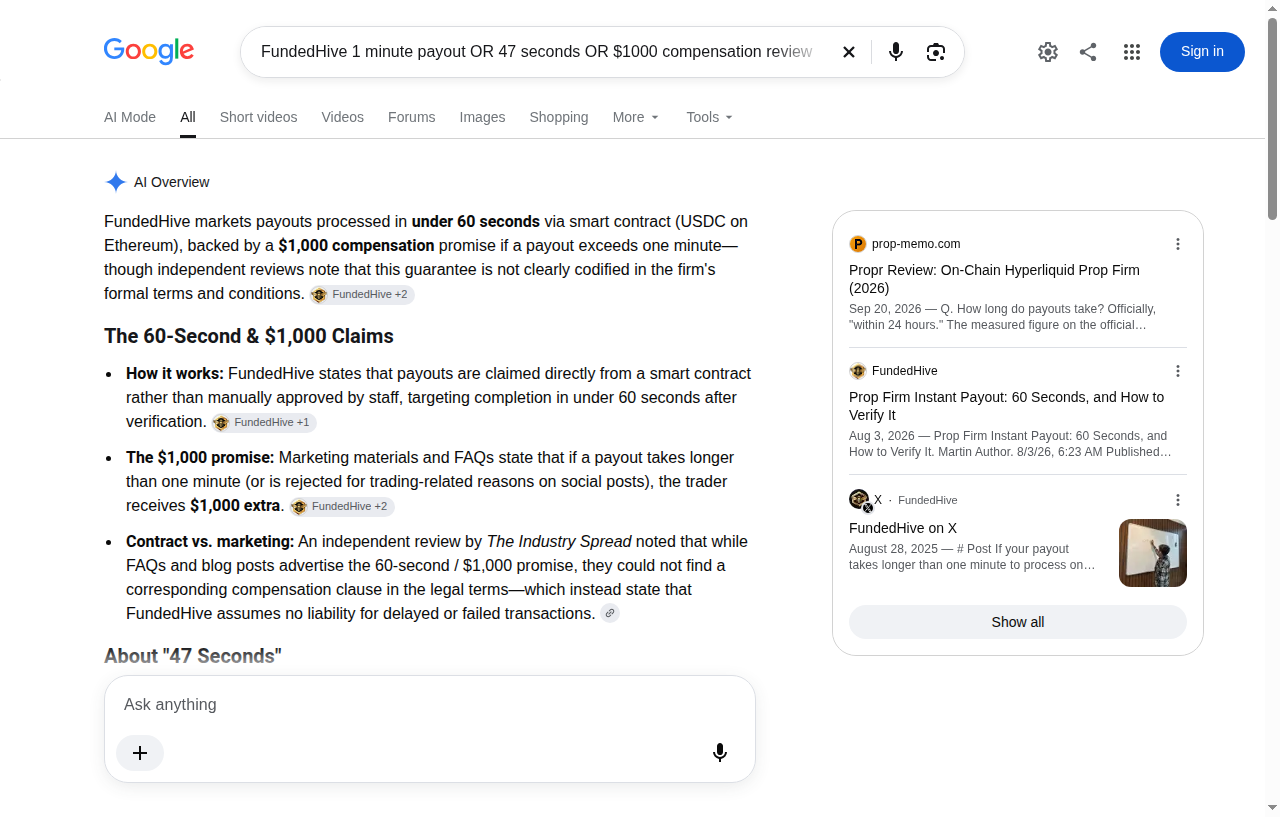 Google
FundedHive 1 minute payout OR 47 seconds OR $1000 compensation review
Sign in
AI Mode
All
Short videos
Videos
Forums
Images
Shopping
More
Tools
AI Overview
FundedHive markets payouts processed in under 60 seconds via smart contract (USDC on
Ethereum), backed by a $1,000 compensation promise if a payout exceeds one minute—
though independent reviews note that this guarantee is not clearly codified in the firm's
formal terms and conditions. FundedHive +2
The 60-Second & $1,000 Claims
• How it works: FundedHive states that payouts are claimed directly from a smart contract
rather than manually approved by staff, targeting completion in under 60 seconds after
verification. FundedHive +1
• The $1,000 promise: Marketing materials and FAQs state that if a payout takes longer
than one minute (or is rejected for trading-related reasons on social posts), the trader
receives $1,000 extra. FundedHive +2
• Contract vs. marketing: An independent review by The Industry Spread noted that while
FAQs and blog posts advertise the 60-second / $1,000 promise, they could not find a
corresponding compensation clause in the legal terms—which instead state that
FundedHive assumes no liability for delayed or failed transactions.
About "47 Seconds"
Ask anything
P prop-memo.com
Propr Review: On-Chain Hyperliquid Prop Firm
(2026)
Sep 20, 2026 — Q. How long do payouts take? Officially,
"within 24 hours." The measured figure on the official…
FundedHive
Prop Firm Instant Payout: 60 Seconds, and How to
Verify It
Aug 3, 2026 — Prop Firm Instant Payout: 60 Seconds, and
How to Verify It. Martin Author. 8/3/26, 6:23 AM Published…
X · FundedHive
FundedHive on X
August 28, 2025 — # Post If your payout
takes longer than one minute to process on…
Show all